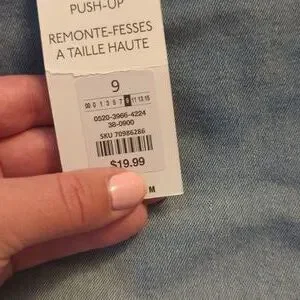 PUSH-UP
REMONTE-FESSES
A TAILLE HAUTE
9
00 0 1 3 5 7 9 11 13 15
0520-3966-4224
38-0900
SKU 70986286
$19.99
M